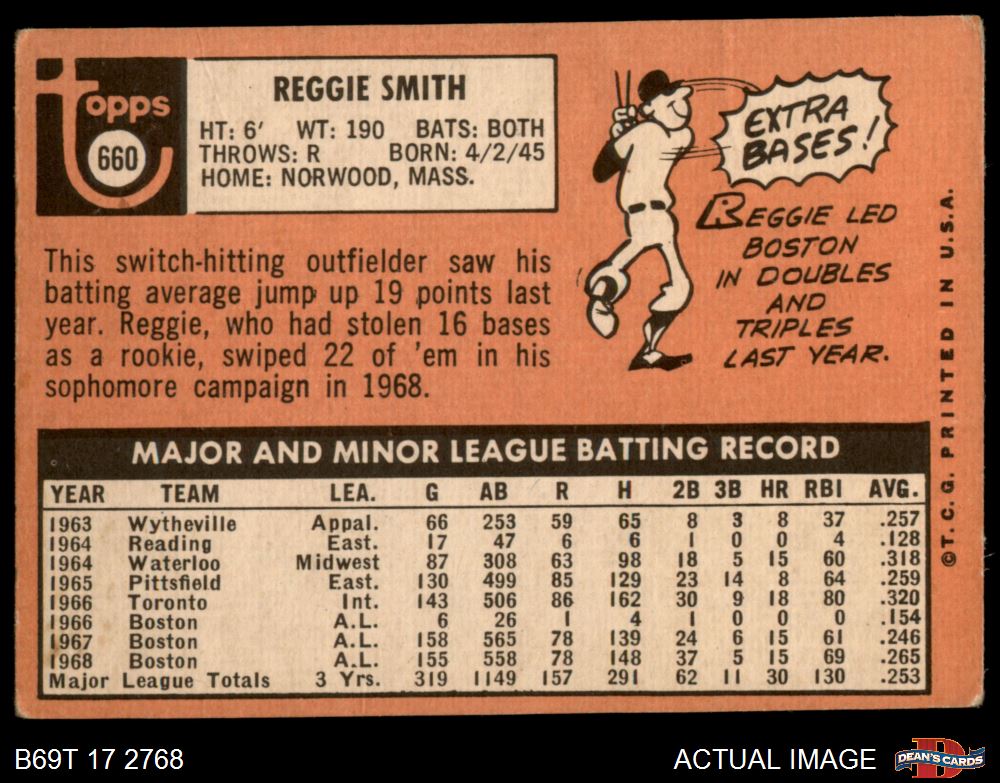 Topps
660
REGGIE SMITH
HT: 6' WT: 190 BATS: BOTH
THROWS: R BORN: 4/2/45
HOME: NORWOOD, MASS.
EXTRA
BASES!
REGGIE LED
BOSTON
IN DOUBLES
AND
TRIPLES
LAST YEAR.
This switch-hitting outfielder saw his
batting average jump up 19 points last
year. Reggie, who had stolen 16 bases
as a rookie, swiped 22 of 'em in his
sophomore campaign in 1968.
MAJOR AND MINOR LEAGUE BATTING RECORD
YEAR TEAM LEA. G AB R H 2B 3B HR RBI AVG.
1963 Wytheville Appal. 66 253 59 65 8 3 8 37 .257
1964 Reading East. 17 47 6 6 1 0 0 4 .128
1964 Waterloo Midwest 87 308 63 98 18 5 15 60 .318
1965 Pittsfield East. 130 499 85 129 23 14 8 64 .259
1966 Toronto Int. 143 506 86 162 30 9 18 80 .320
1966 Boston A.L. 6 26 1 4 1 0 0 0 .154
1967 Boston A.L. 158 565 78 139 24 6 15 61 .246
1968 Boston A.L. 155 558 78 148 37 5 15 69 .265
Major League Totals 3 Yrs. 319 1149 157 291 62 11 30 130 .253
©T. C. G. PRINTED IN U.S.A.
B69T 17 2768
ACTUAL IMAGE
D
DEAN'S CARDS